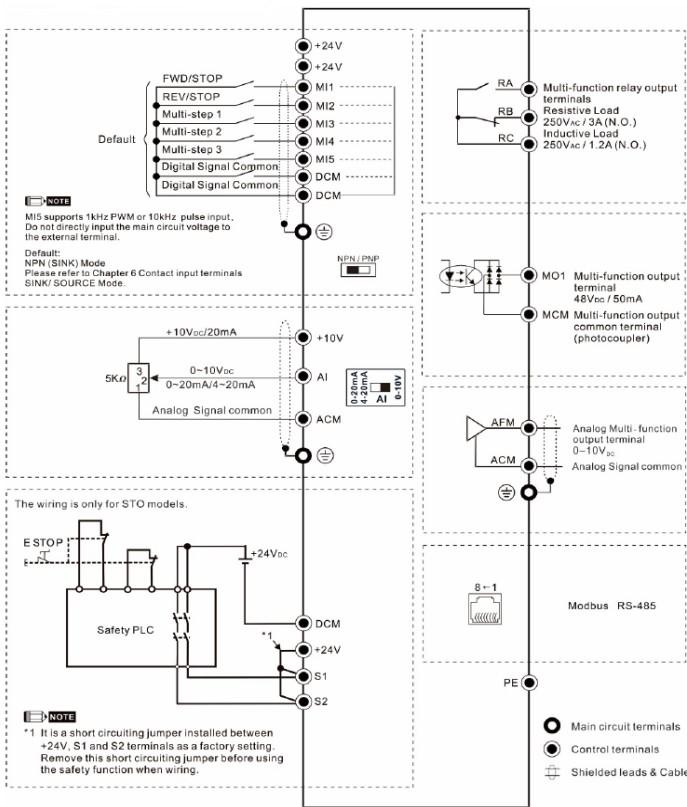 +24V
+24V
FWD/STOP
MI1
REV/STOP
MI2
Multi-step 1
MI3
Multi-step 2
MI4
Multi-step 3
MI5
Default
Digital Signal Common
DCM
Digital Signal Common
DCM
NOTE
MI5 supports 1kHz PWM or 10kHz pulse input,
Do not directly input the main circuit voltage to
the external terminal.
Default:
NPN (SINK) Mode
Please refer to Chapter 6 Contact input terminals
SINK/ SOURCE Mode.
NPN / PNP
+10VDC/20mA
+10V
5KΩ
3
2
1
0~10VDC
0~20mA/4~20mA
AI
Analog Signal common
ACM
0-20mA
4-20mA
AI
0-10V
The wiring is only for STO models.
E STOP
+24VDC
Safety PLC
DCM
*1
+24V
S1
S2
NOTE
*1 It is a short circuiting jumper installed between
+24V, S1 and S2 terminals as a factory setting.
Remove this short circuiting jumper before using
the safety function when wiring.
RA
RB
RC
Multi-function relay output
terminals
Resistive Load
250VAC / 3A (N.O.)
Inductive Load
250VAC / 1.2A (N.O.)
MO1
Multi-function output
terminal
48VDC / 50mA
MCM
Multi-function output
common terminal
(photocoupler)
AFM
Analog Multi-function
output terminal
0~10VDC
ACM
Analog Signal common
8←1
Modbus RS-485
PE
Main circuit terminals
Control terminals
Shielded leads & Cable